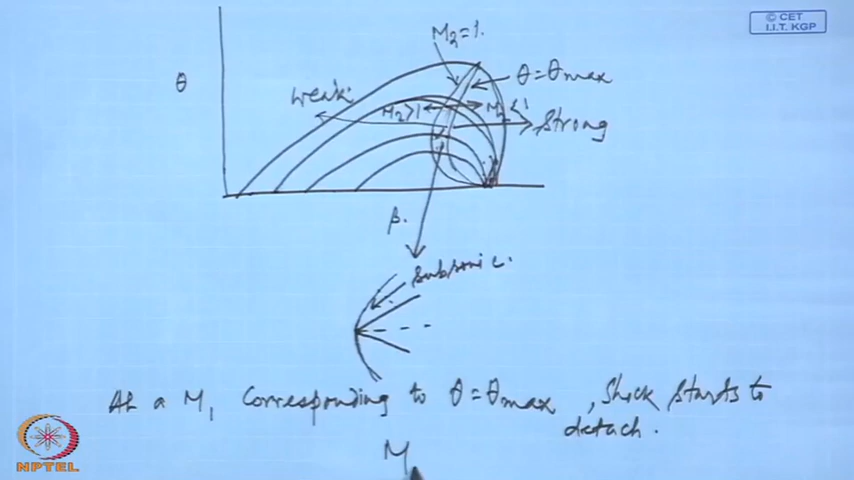 © CET
I.I.T. KGP
M₂=1.
θ
θ=θmax
weak
M₂>1
M₂<1
Strong
β.
Subsonic.
At a M₁ corresponding to θ=θmax, Shock starts to
detach.
M
NPTEL